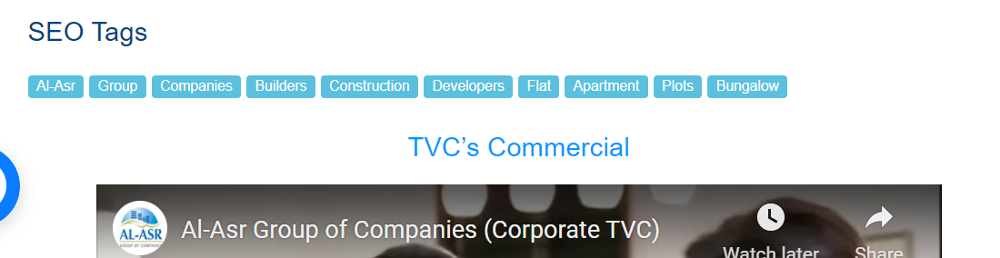 SEO Tags
Al-Asr Group Companies Builders Construction Developers Flat Apartment Plots Bungalow
TVC’s Commercial
AL-ASR
GROUP OF COMPANIES
Al-Asr Group of Companies (Corporate TVC)
Watch later Share